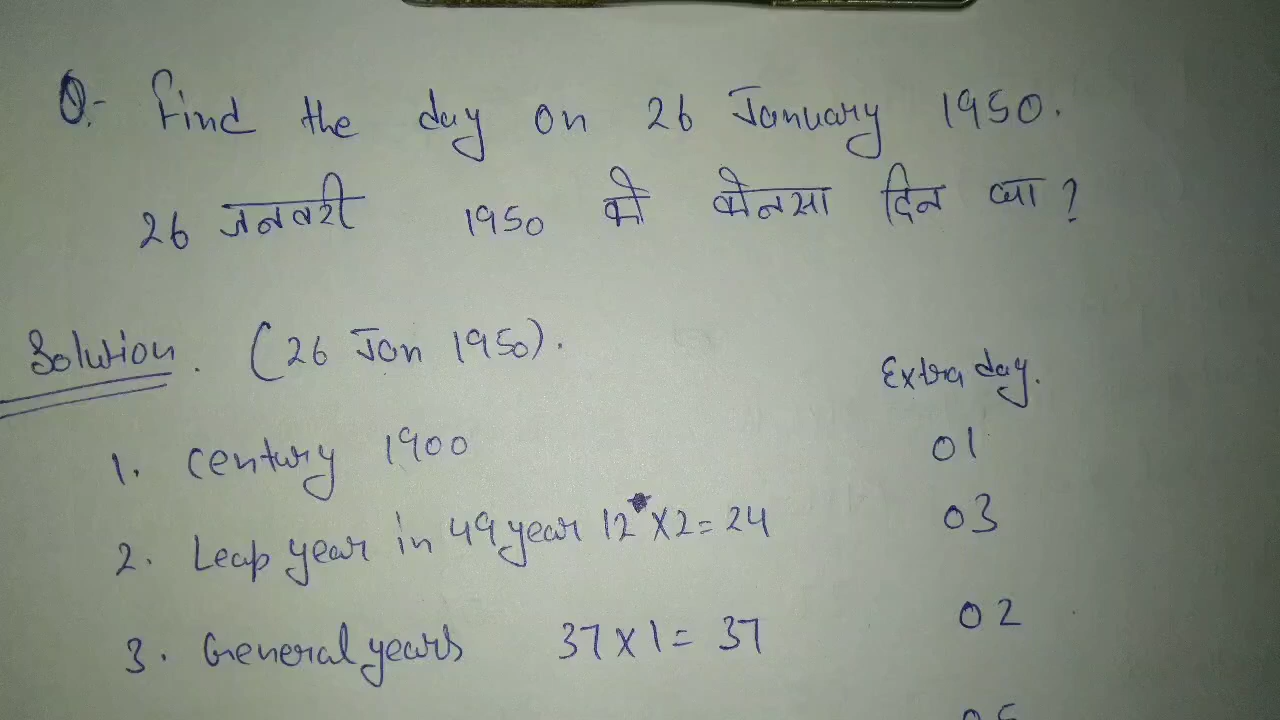 Q:- Find the day on 26 January 1950.
26 जनवरी 1950 को कोनसा दिन था?
Solution. (26 Jan 1950).
Extra day.
1. Century 1900 01
2. Leap year in 49 year 12 X2= 24 03
3. General years 37 X 1 = 37 02